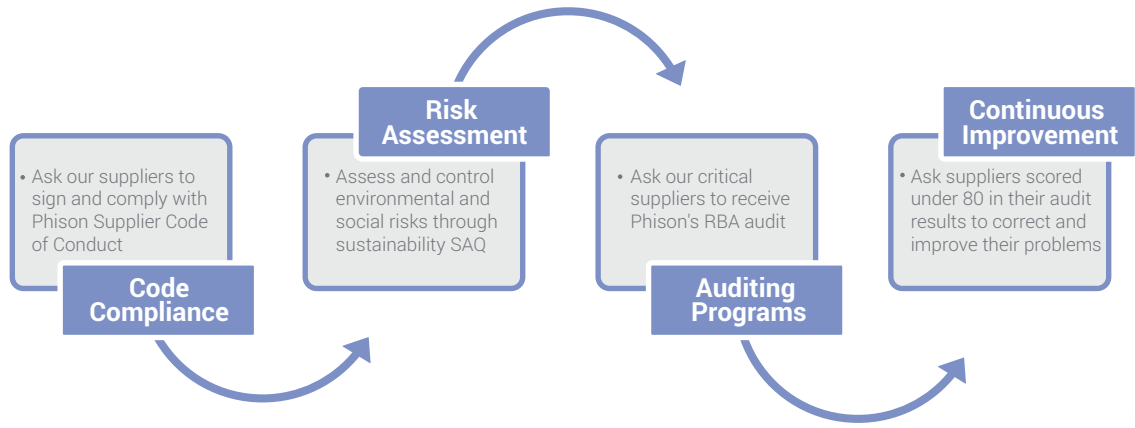 • Ask our suppliers to
sign and comply with
Phison Supplier Code
of Conduct
Code
Compliance
Risk
Assessment
• Assess and control
environmental and
social risks through
sustainability SAQ
• Ask our critical
suppliers to receive
Phison's RBA audit
Auditing
Programs
Continuous
Improvement
• Ask suppliers scored
under 80 in their audit
results to correct and
improve their problems